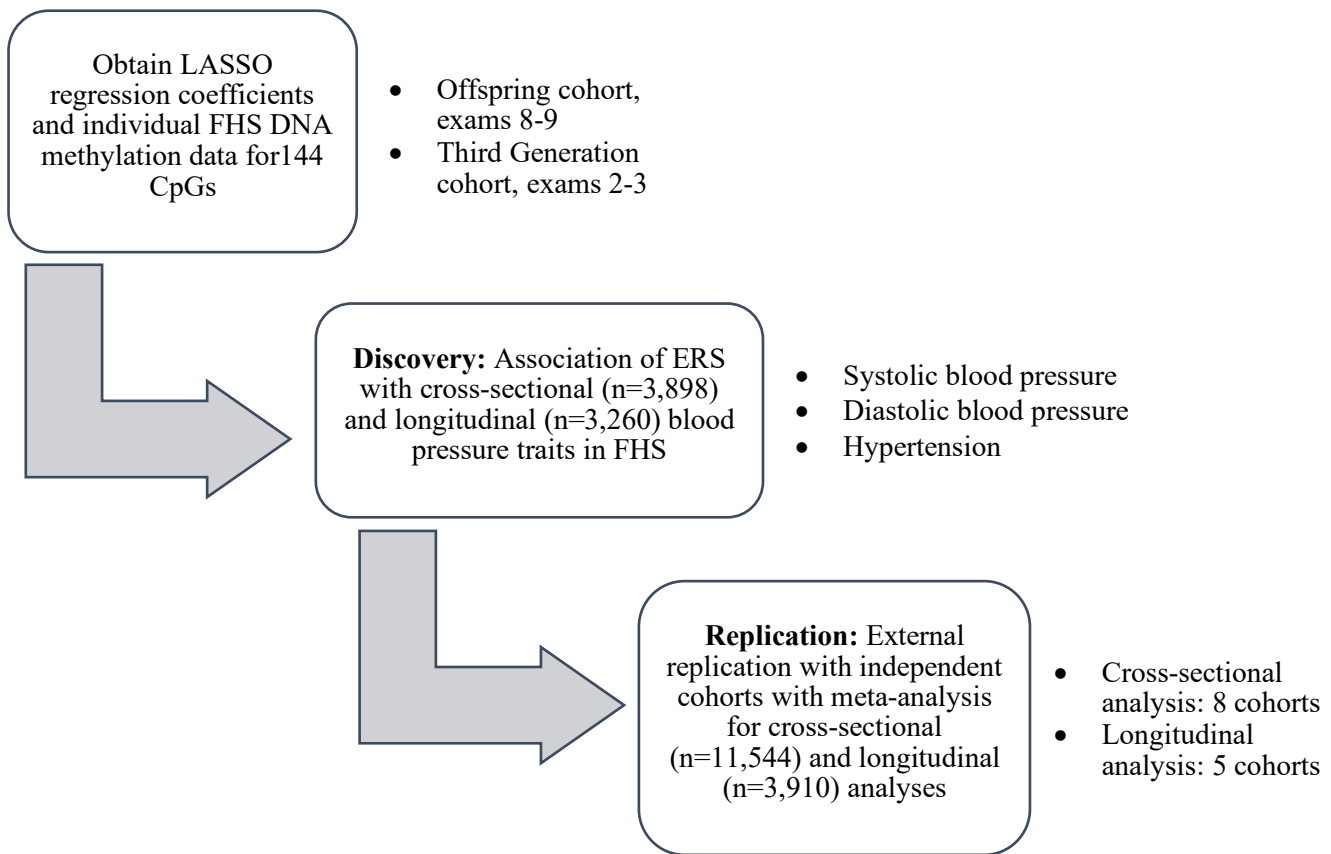 Obtain LASSO
regression coefficients
and individual FHS DNA
methylation data for144
CpGs
• Offspring cohort,
exams 8-9
• Third Generation
cohort, exams 2-3
Discovery: Association of ERS
with cross-sectional (n=3,898)
and longitudinal (n=3,260) blood
pressure traits in FHS
• Systolic blood pressure
• Diastolic blood pressure
• Hypertension
Replication: External
replication with independent
cohorts with meta-analysis
for cross-sectional
(n=11,544) and longitudinal
(n=3,910) analyses
• Cross-sectional
analysis: 8 cohorts
• Longitudinal
analysis: 5 cohorts